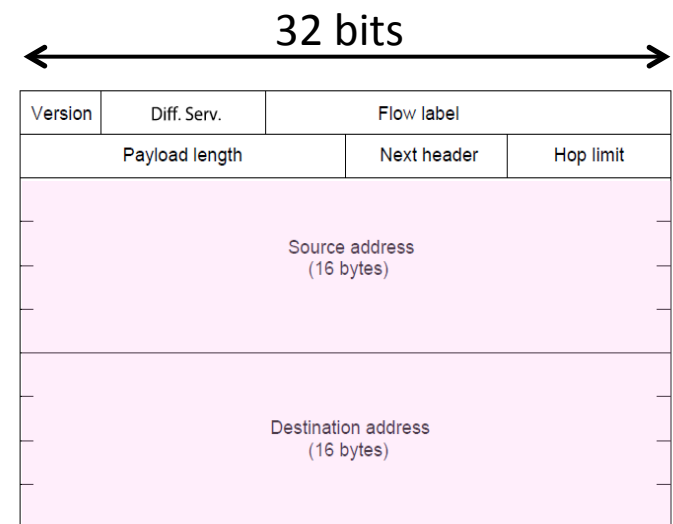 32 bits
Version Diff. Serv. Flow label
Payload length Next header Hop limit
Source address
(16 bytes)
Destination address
(16 bytes)